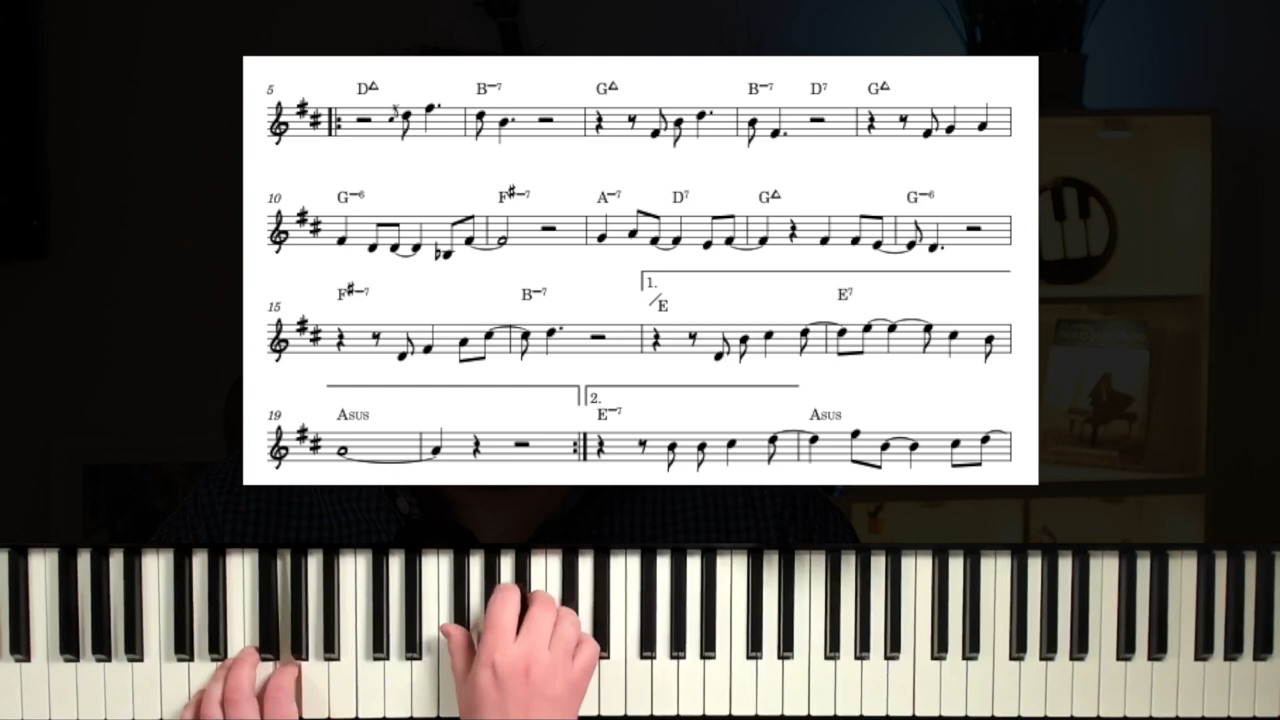 5 D△ B–7 G△ B–7 D7 G△
10 G–6 F♯–7 A–7 D7 G△ G–6
1.
15 F♯–7 B–7 /E E7
2.
19 Asus E–7 Asus